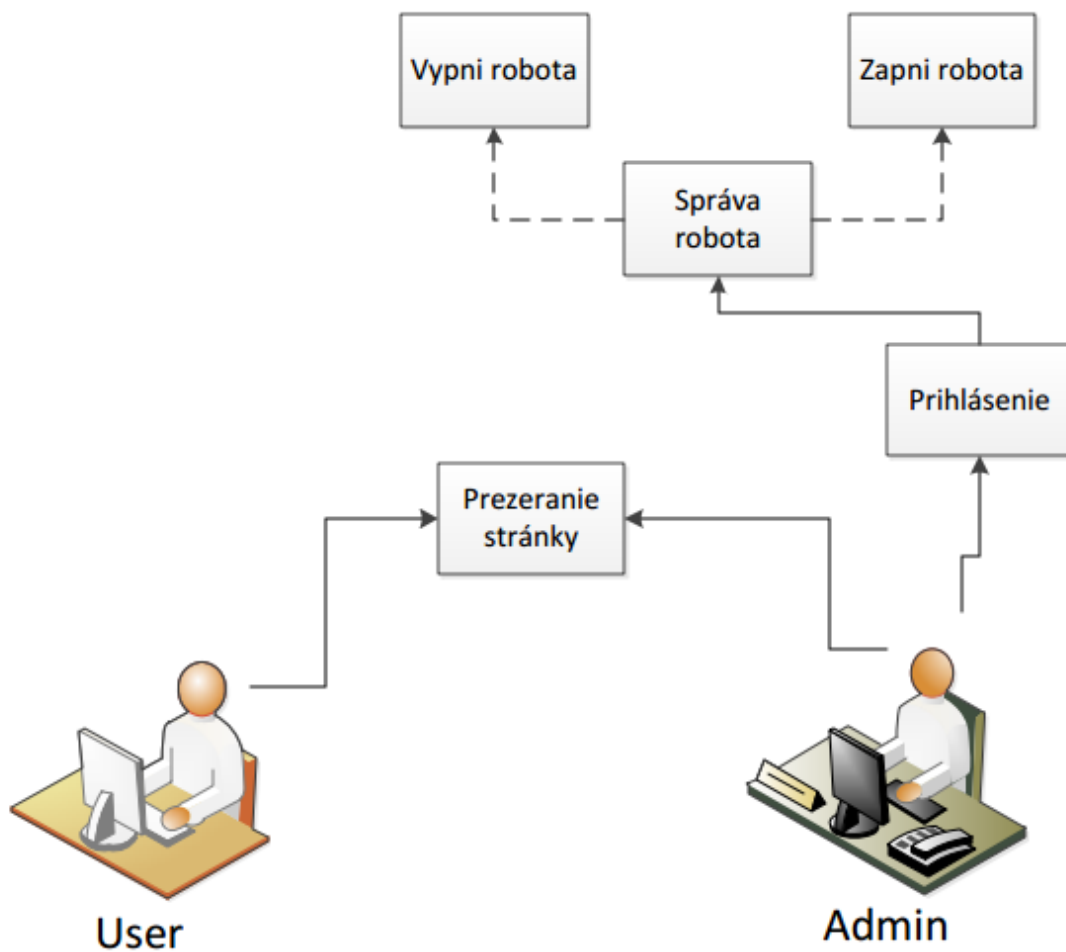 Vypni robota
Zapni robota
Správa
robota
Prihlásenie
Prezeranie
stránky
User
Admin